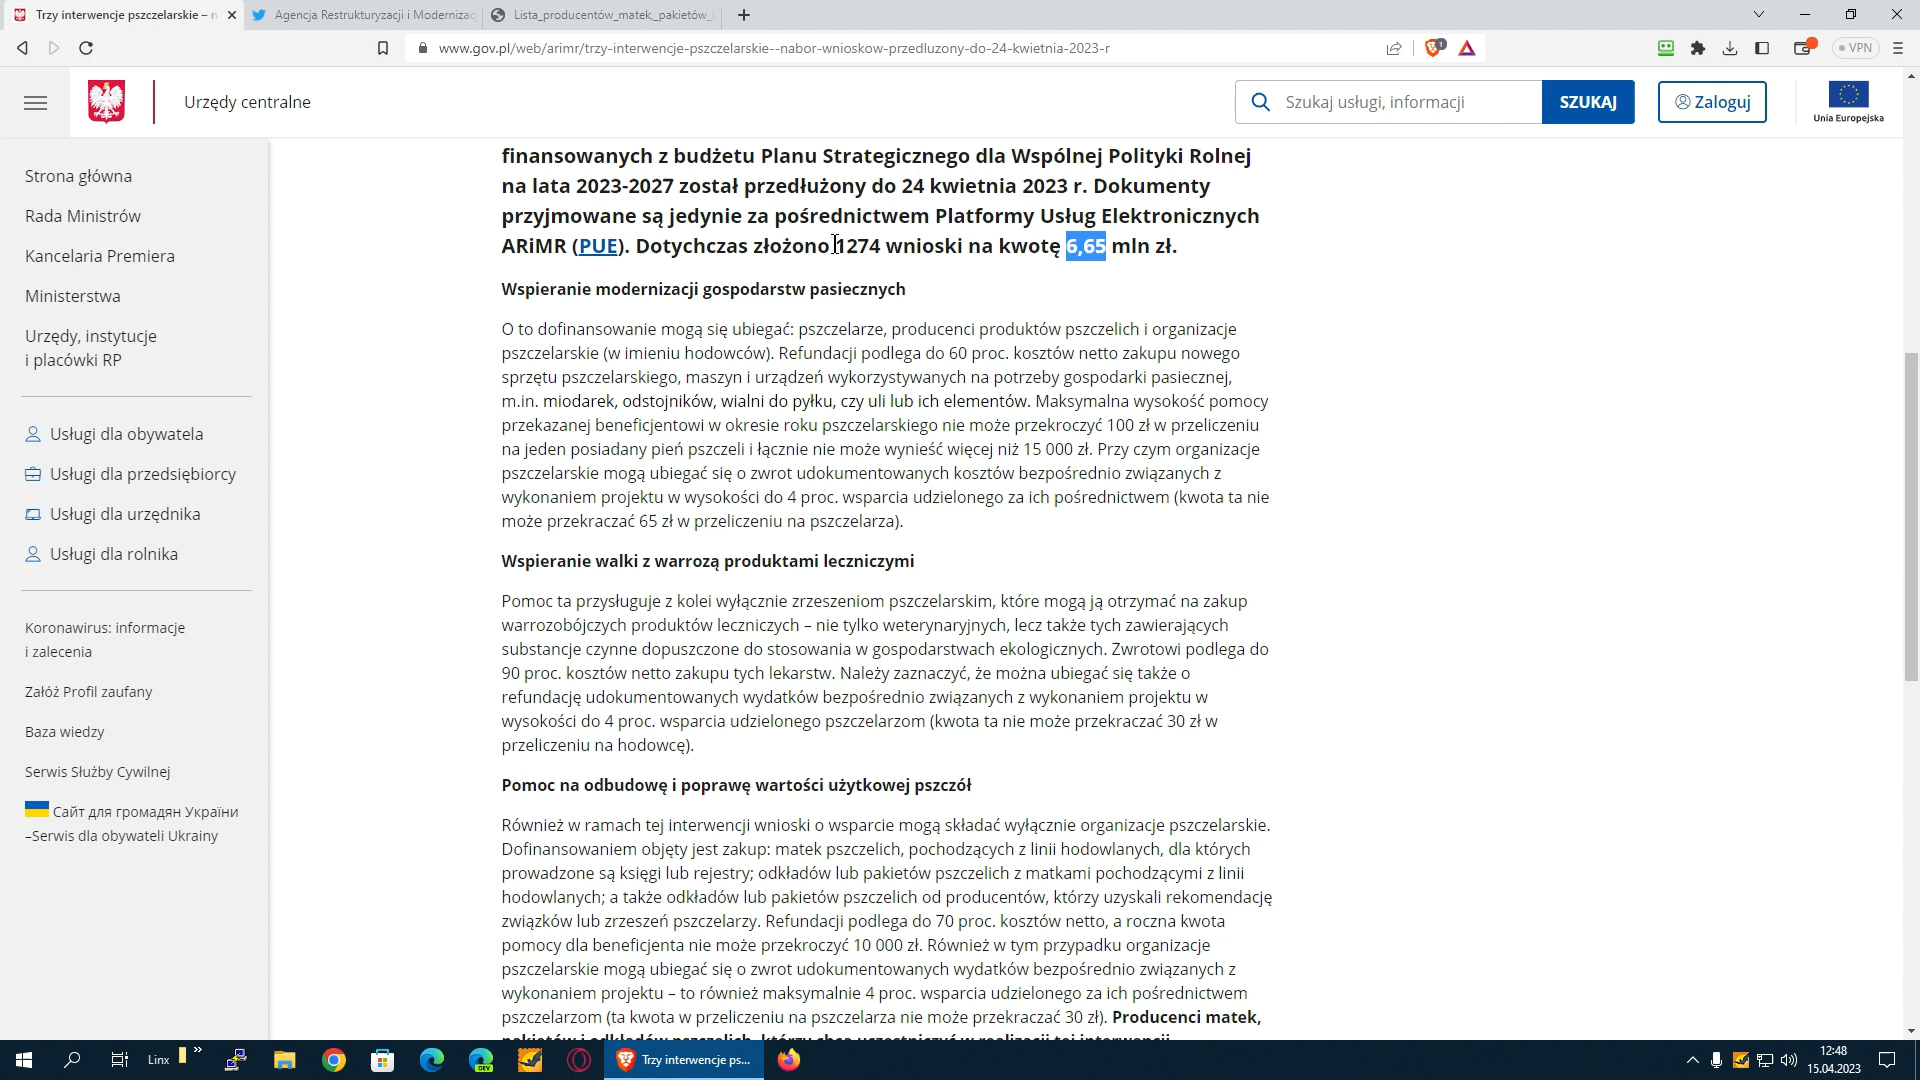 Trzy interwencje pszczelarskie – n
Agencja Restrukturyzacji i Modernizac
Lista_producentów_matek,_pakietów_i
www.gov.pl/web/arimr/trzy-interwencje-pszczelarskie--nabor-wnioskow-przedluzony-do-24-kwietnia-2023-r
1
VPN
Urzędy centralne
Szukaj usługi, informacji
SZUKAJ
Zaloguj
Unia Europejska
Strona główna
Rada Ministrów
Kancelaria Premiera
Ministerstwa
Urzędy, instytucje
i placówki RP
Usługi dla obywatela
Usługi dla przedsiębiorcy
Usługi dla urzędnika
Usługi dla rolnika
Koronawirus: informacje
i zalecenia
Załóż Profil zaufany
Baza wiedzy
Serwis Służby Cywilnej
Сайт для громадян України
–Serwis dla obywateli Ukrainy
finansowanych z budżetu Planu Strategicznego dla Wspólnej Polityki Rolnej
na lata 2023-2027 został przedłużony do 24 kwietnia 2023 r. Dokumenty
przyjmowane są jedynie za pośrednictwem Platformy Usług Elektronicznych
ARiMR (PUE). Dotychczas złożono 1274 wnioski na kwotę 6,65 mln zł.
Wspieranie modernizacji gospodarstw pasiecznych
O to dofinansowanie mogą się ubiegać: pszczelarze, producenci produktów pszczelich i organizacje
pszczelarskie (w imieniu hodowców). Refundacji podlega do 60 proc. kosztów netto zakupu nowego
sprzętu pszczelarskiego, maszyn i urządzeń wykorzystywanych na potrzeby gospodarki pasiecznej,
m.in. miodarek, odstojników, wialni do pyłku, czy uli lub ich elementów. Maksymalna wysokość pomocy
przekazanej beneficjentowi w okresie roku pszczelarskiego nie może przekroczyć 100 zł w przeliczeniu
na jeden posiadany pień pszczeli i łącznie nie może wynieść więcej niż 15 000 zł. Przy czym organizacje
pszczelarskie mogą ubiegać się o zwrot udokumentowanych kosztów bezpośrednio związanych z
wykonaniem projektu w wysokości do 4 proc. wsparcia udzielonego za ich pośrednictwem (kwota ta nie
może przekraczać 65 zł w przeliczeniu na pszczelarza).
Wspieranie walki z warrozą produktami leczniczymi
Pomoc ta przysługuje z kolei wyłącznie zrzeszeniom pszczelarskim, które mogą ją otrzymać na zakup
warrozobójczych produktów leczniczych – nie tylko weterynaryjnych, lecz także tych zawierających
substancje czynne dopuszczone do stosowania w gospodarstwach ekologicznych. Zwrotowi podlega do
90 proc. kosztów netto zakupu tych lekarstw. Należy zaznaczyć, że można ubiegać się także o
refundację udokumentowanych wydatków bezpośrednio związanych z wykonaniem projektu w
wysokości do 4 proc. wsparcia udzielonego pszczelarzom (kwota ta nie może przekraczać 30 zł w
przeliczeniu na hodowcę).
Pomoc na odbudowę i poprawę wartości użytkowej pszczół
Również w ramach tej interwencji wnioski o wsparcie mogą składać wyłącznie organizacje pszczelarskie.
Dofinansowaniem objęty jest zakup: matek pszczelich, pochodzących z linii hodowlanych, dla których
prowadzone są księgi lub rejestry; odkładów lub pakietów pszczelich z matkami pochodzącymi z linii
hodowlanych; a także odkładów lub pakietów pszczelich od producentów, którzy uzyskali rekomendację
związków lub zrzeszeń pszczelarzy. Refundacji podlega do 70 proc. kosztów netto, a roczna kwota
pomocy dla beneficjenta nie może przekroczyć 10 000 zł. Również w tym przypadku organizacje
pszczelarskie mogą ubiegać się o zwrot udokumentowanych wydatków bezpośrednio związanych z
wykonaniem projektu – to również maksymalnie 4 proc. wsparcia udzielonego za ich pośrednictwem
pszczelarzom (ta kwota w przeliczeniu na pszczelarza nie może przekraczać 30 zł). Producenci matek,
pakietów i odkładów pszczelich, którzy chcą uczestniczyć w realizacji tej interwencji
Linx
DEV
Trzy interwencje ps...
12:48
15.04.2023